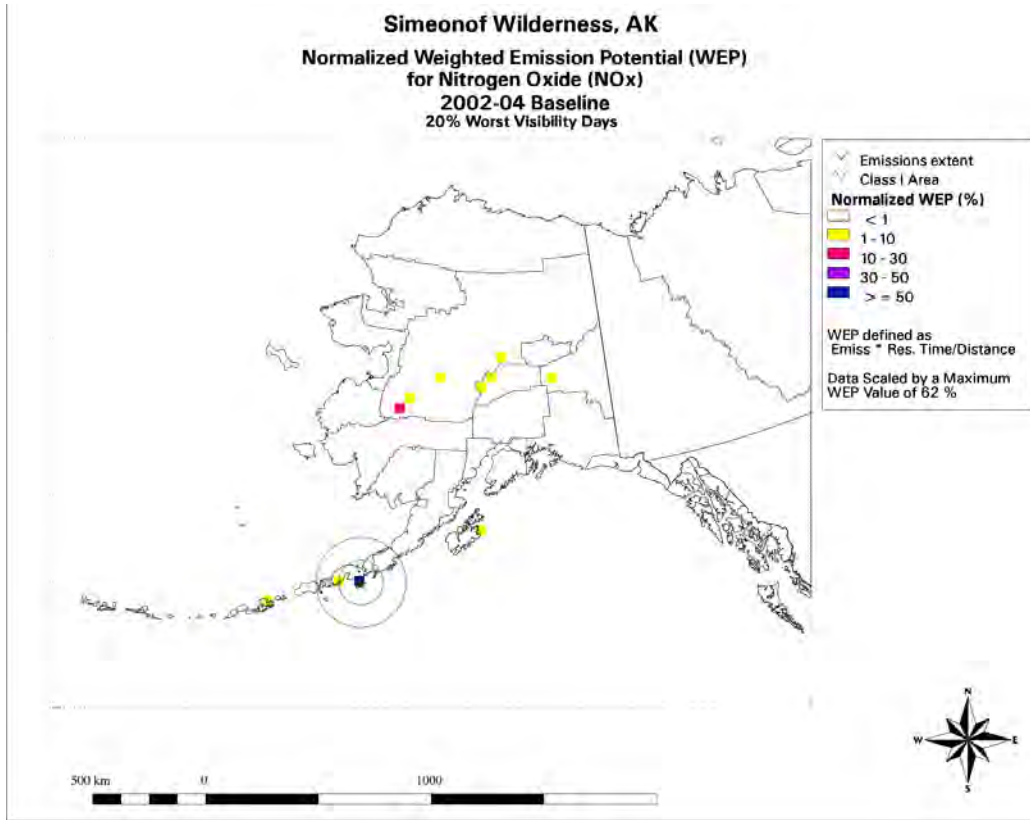 Simeonof Wilderness, AK
Normalized Weighted Emission Potential (WEP)
for Nitrogen Oxide (NOx)
2002-04 Baseline
20% Worst Visibility Days
Emissions extent
Class I Area
Normalized WEP (%)
< 1
1 - 10
10 - 30
30 - 50
> = 50
WEP defined as
Emiss * Res. Time/Distance
Data Scaled by a Maximum
WEP Value of 62 %
N
W E
S
500 km 0 1000